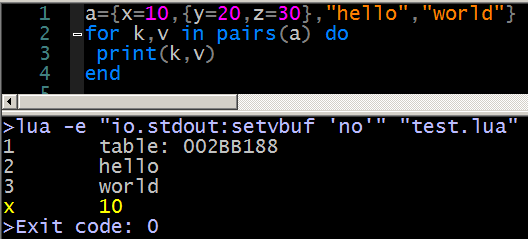 1 a={x=10,{y=20,z=30},"hello","world"}
2 for k,v in pairs(a) do
3 print(k,v)
4 end
5
>lua -e "io.stdout:setvbuf 'no'" "test.lua"
1 table: 002BB188
2 hello
3 world
x 10
>Exit code: 0